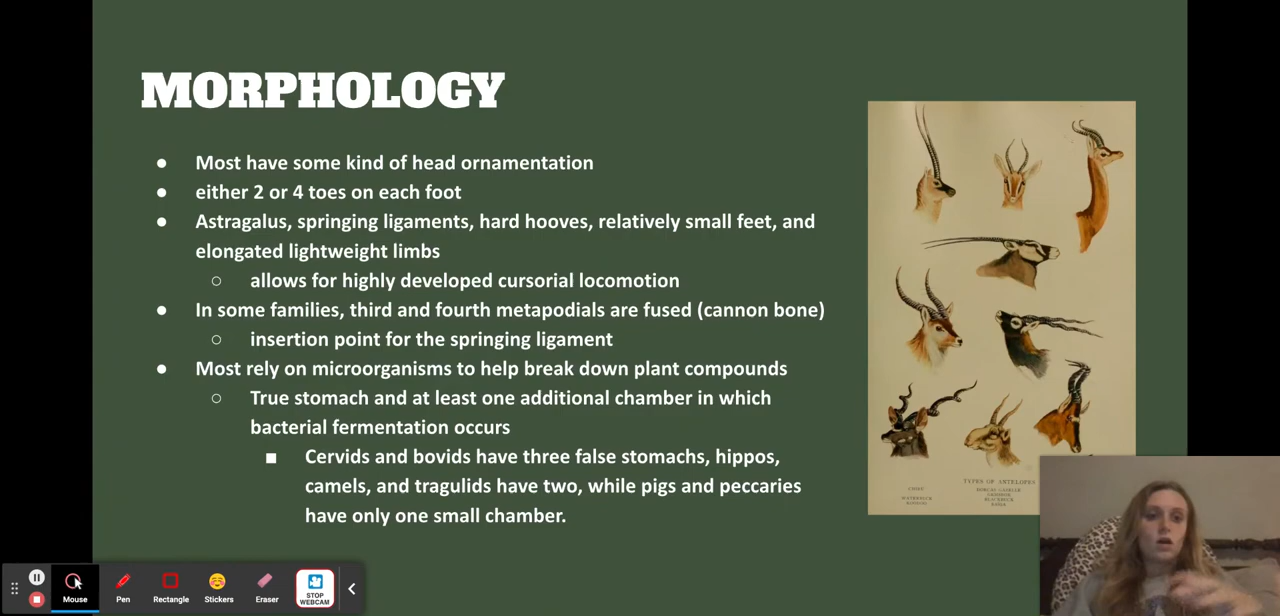 MORPHOLOGY
● Most have some kind of head ornamentation
● either 2 or 4 toes on each foot
● Astragalus, springing ligaments, hard hooves, relatively small feet, and
elongated lightweight limbs
○ allows for highly developed cursorial locomotion
● In some families, third and fourth metapodials are fused (cannon bone)
○ insertion point for the springing ligament
● Most rely on microorganisms to help break down plant compounds
○ True stomach and at least one additional chamber in which
bacterial fermentation occurs
■ Cervids and bovids have three false stomachs, hippos,
camels, and tragulids have two, while pigs and peccaries
have only one small chamber.
TYPES OF ANTELOPES
Mouse
Pen
Rectangle
Stickers
Eraser
STOP
WEBCAM